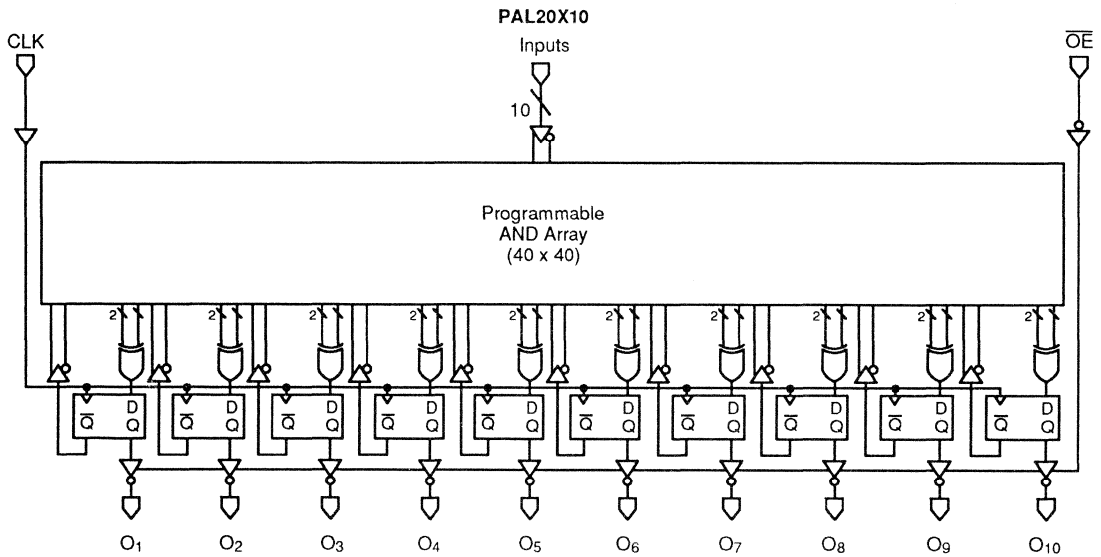 PAL20X10
CLK
Inputs
O̅E̅
10
Programmable
AND Array
(40 x 40)
2 2 2 2 2 2 2 2 2 2
D D D D D D D D D D
Q̅ Q̅ Q̅ Q̅ Q̅ Q̅ Q̅ Q̅ Q̅ Q̅
Q Q Q Q Q Q Q Q Q Q
O1 O2 O3 O4 O5 O6 O7 O8 O9 O10